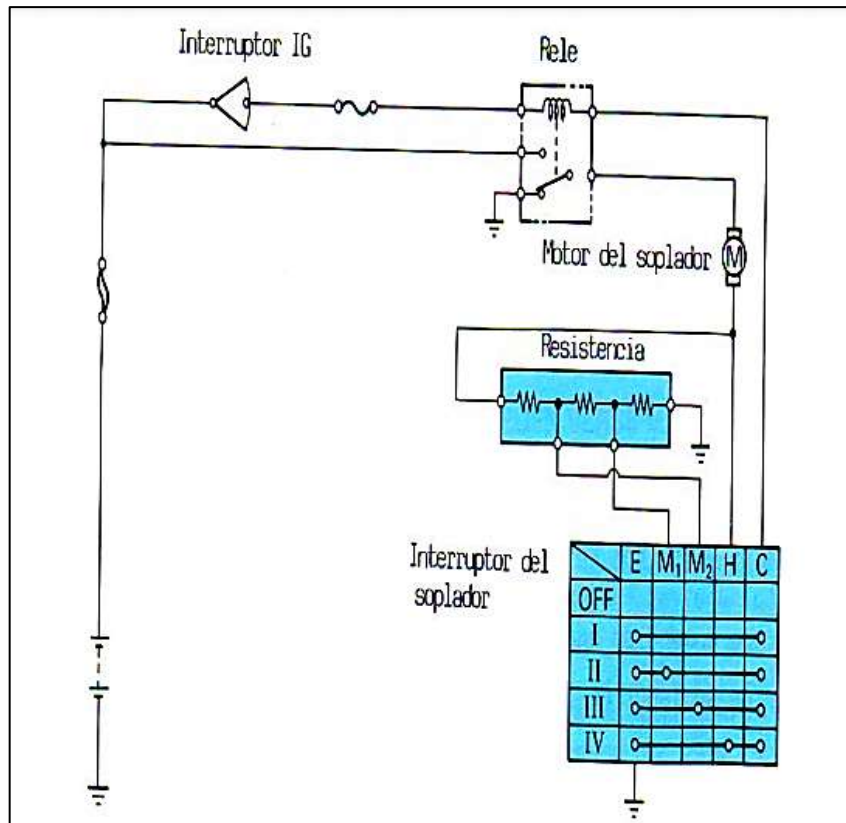 Interruptor IG
Rele
Motor del soplador
M
Resistencia
Interruptor del
soplador
E M₁ M₂ H C
OFF
I
II
III
IV